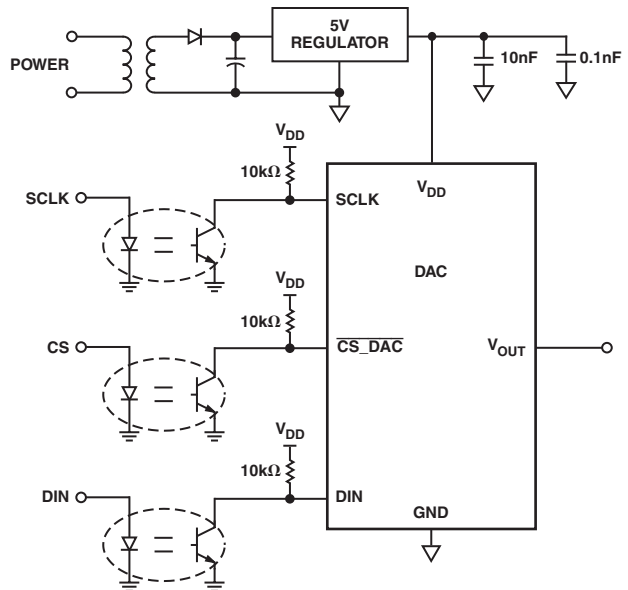 5V
REGULATOR
POWER
10nF
0.1nF
VDD
10kΩ
SCLK
SCLK
VDD
DAC
VDD
10kΩ
CS
CS_DAC
VOUT
VDD
10kΩ
DIN
DIN
GND